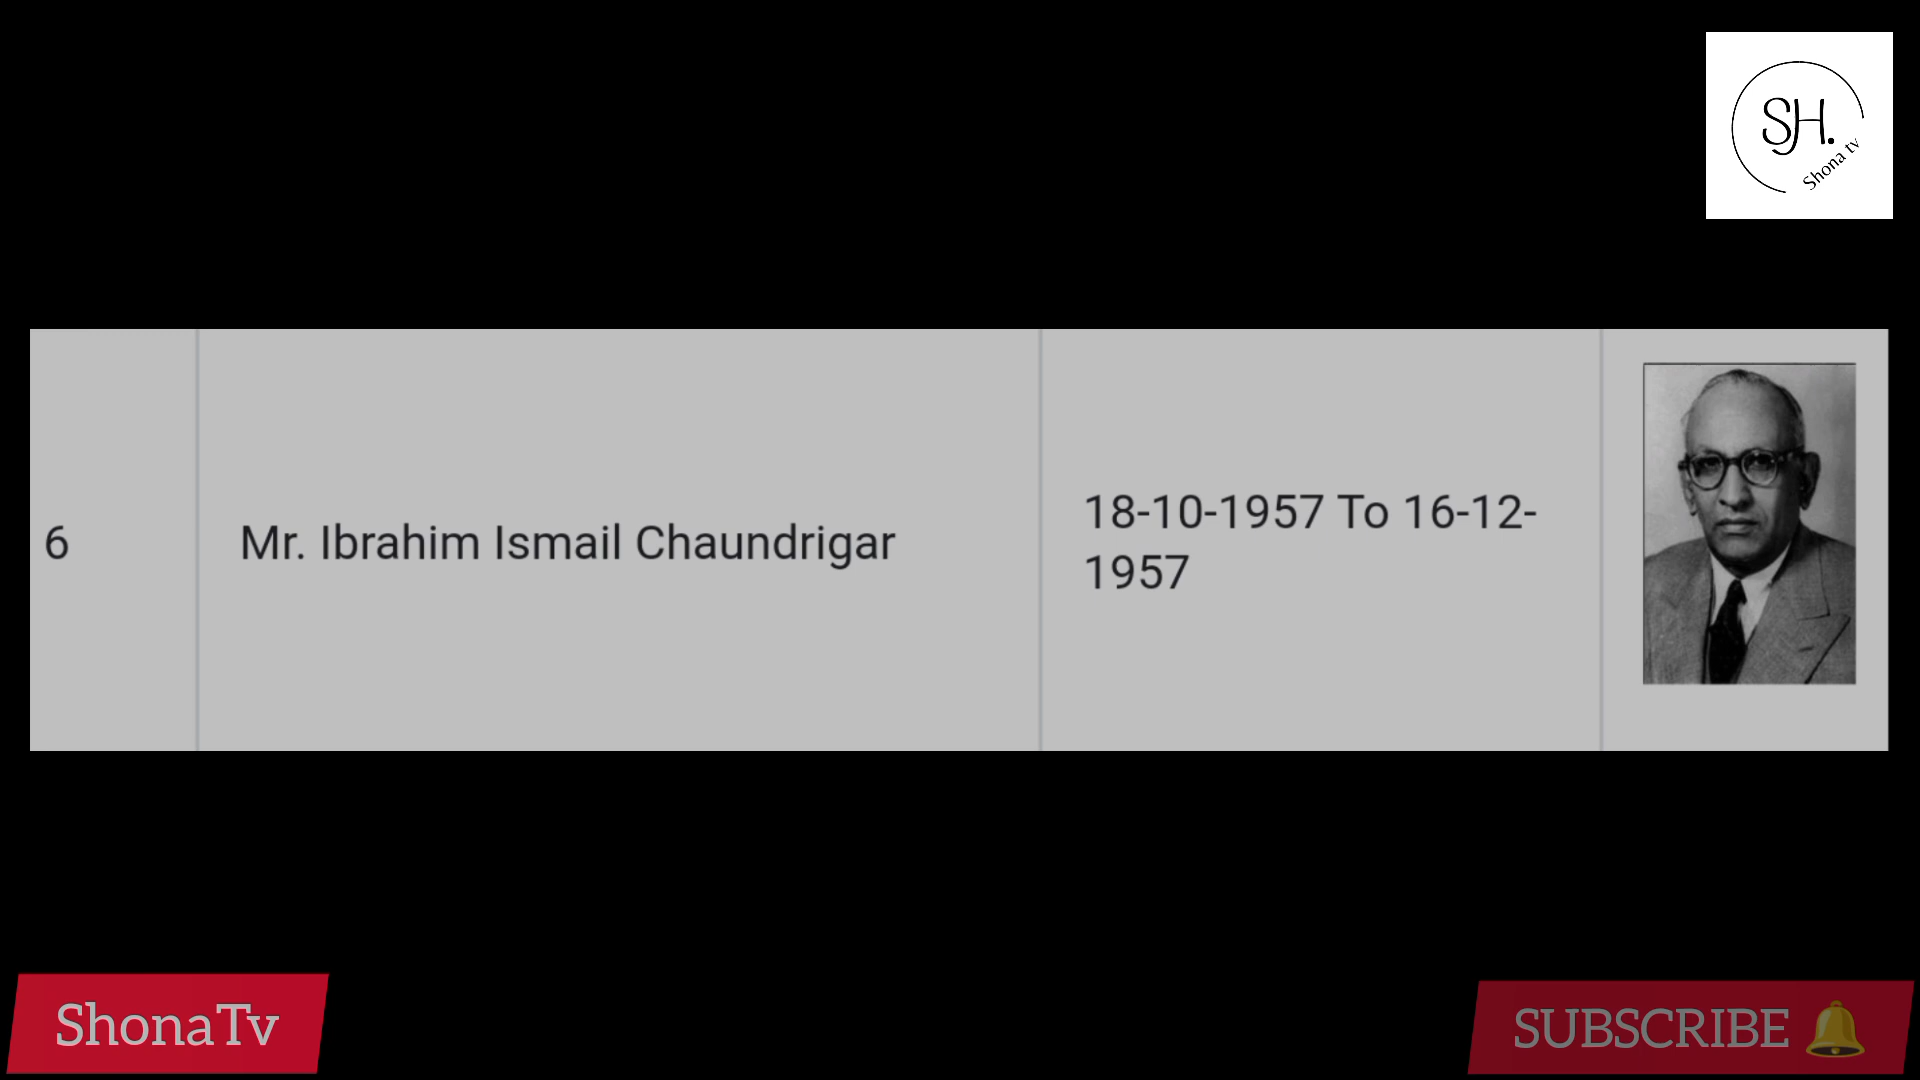 SH.
Shona tv
6
Mr. Ibrahim Ismail Chaundrigar
18-10-1957 To 16-12-
1957
ShonaTv
SUBSCRIBE